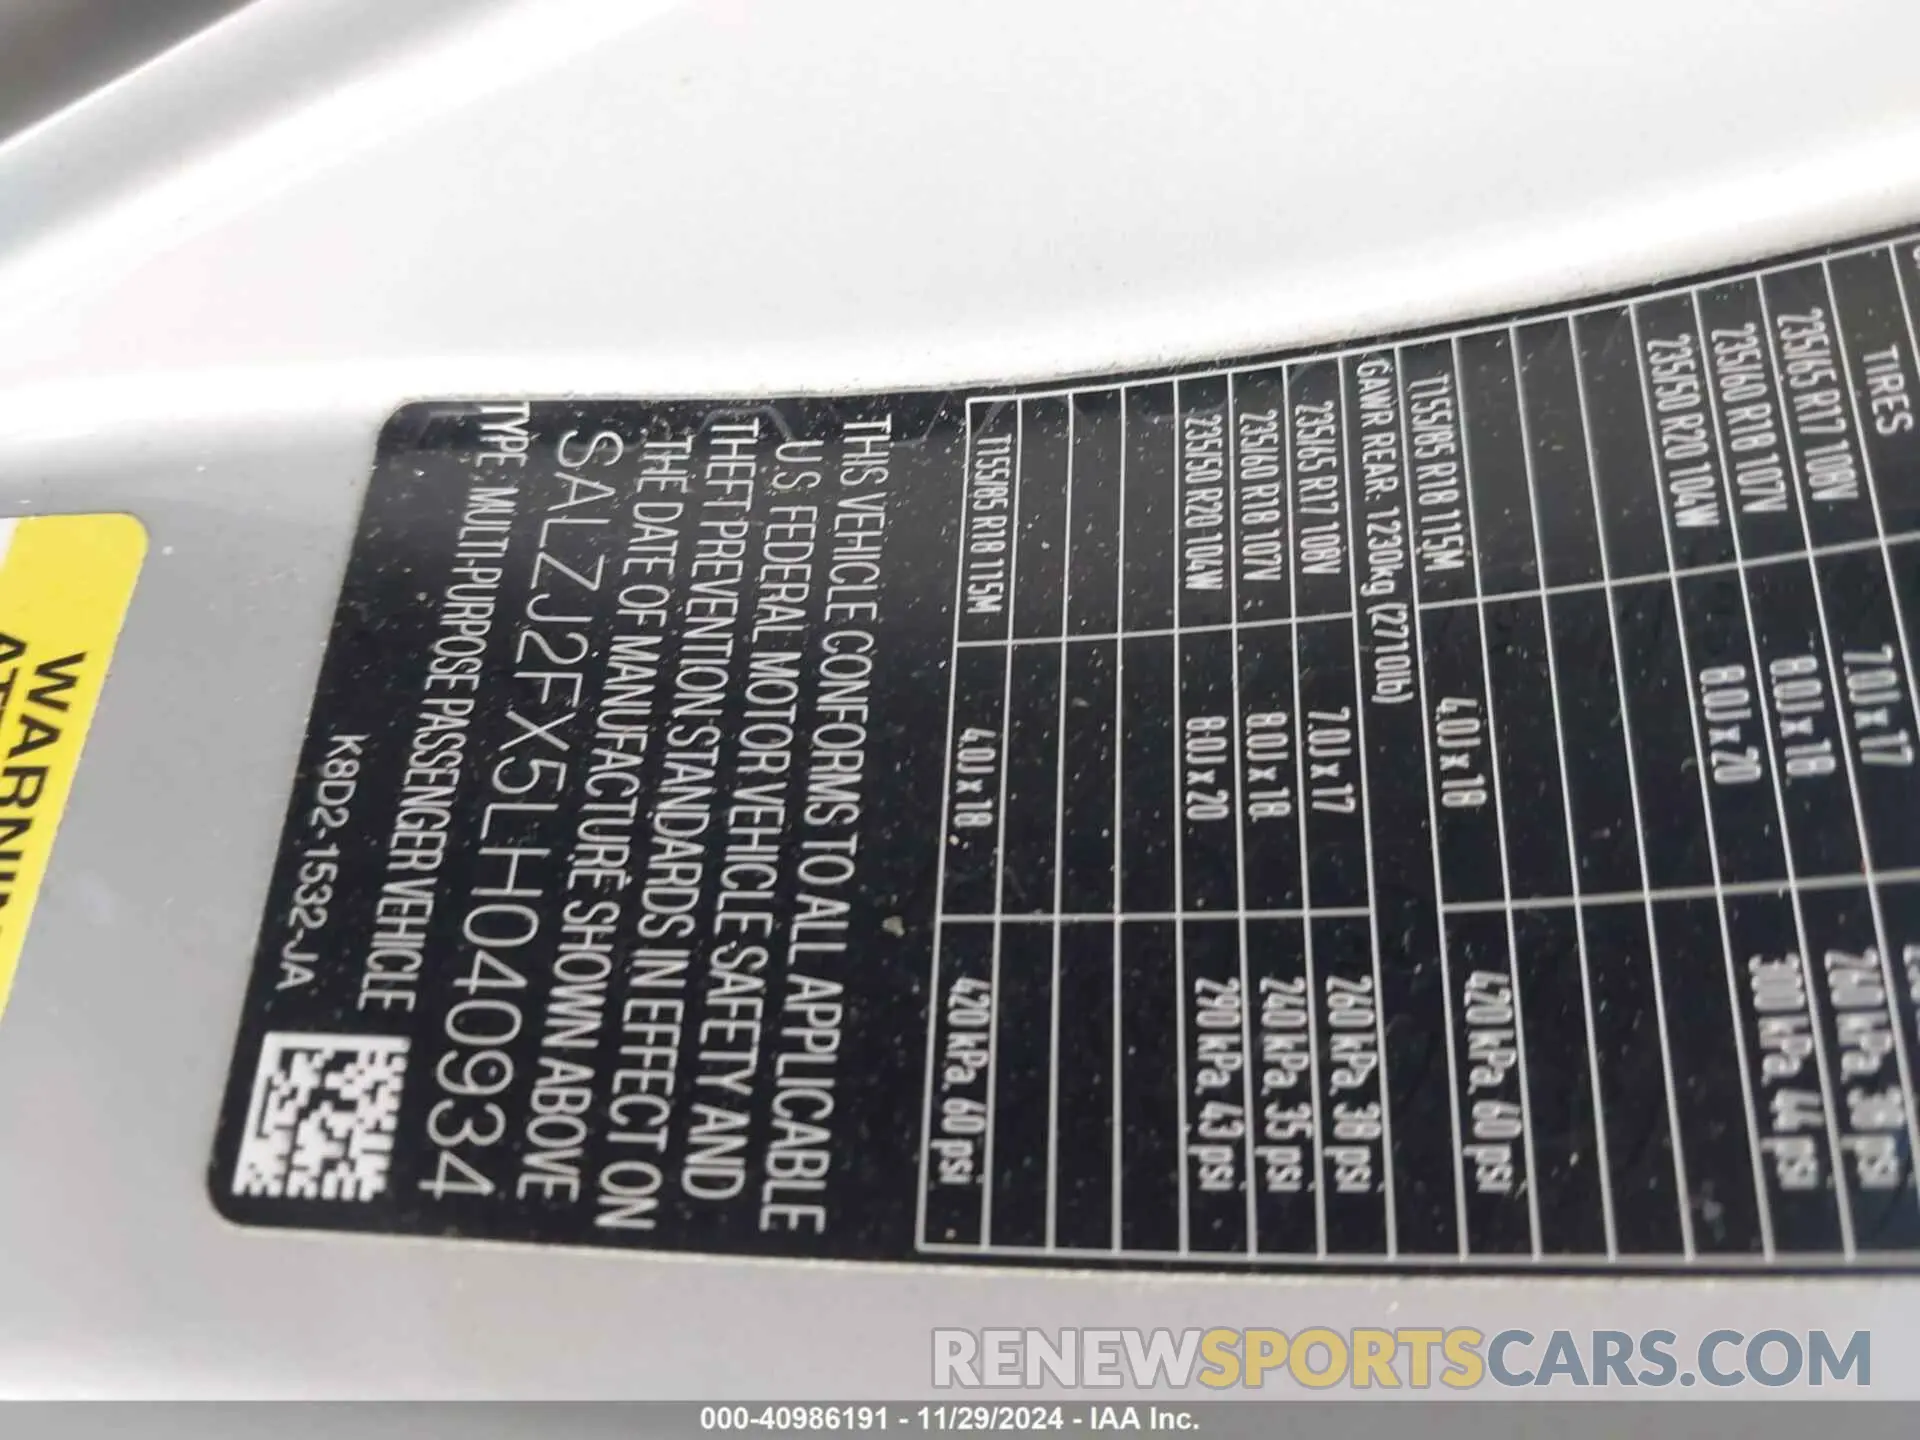 TIRES
235/65 R17 108V 7.0J x 17 260 kPa, 38 psi
235/60 R18 107V 8.0J x 18
235/50 R20 104W 8.0J x 20 300 kPa, 44 psi
T155/85 R18 115M 4.0J x 18 420 kPa, 60 psi
GAWR REAR: 1230kg (2710lb)
235/65 R17 108V 7.0J x 17 260 kPa, 38 psi
235/60 R18 107V 8.0J x 18 240 kPa, 35 psi
235/50 R20 104W 8.0J x 20 290 kPa, 43 psi
T155/85 R18 115M 4.0J x 18 420 kPa, 60 psi
THIS VEHICLE CONFORMS TO ALL APPLICABLE
U.S. FEDERAL MOTOR VEHICLE SAFETY AND
THEFT PREVENTION STANDARDS IN EFFECT ON
THE DATE OF MANUFACTURE SHOWN ABOVE
SALZJ2FX5LH040934
TYPE: MULTI-PURPOSE PASSENGER VEHICLE
K8D2-1532-JA
RENEWSPORTSCARS.COM
000-40986191 - 11/29/2024 - IAA Inc.